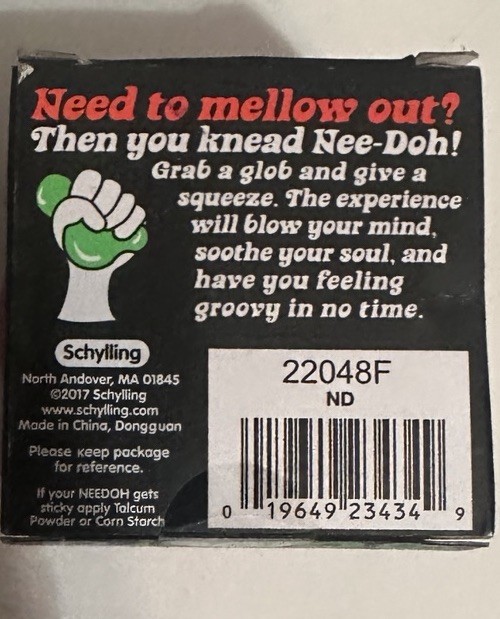 Need to mellow out?
Then you knead Nee-Doh!
Grab a glob and give a
squeeze. The experience
will blow your mind,
soothe your soul, and
have you feeling
groovy in no time.
Schylling
North Andover, MA 01845
©2017 Schylling
www.schylling.com
Made in China, Dongguan
Please keep package
for reference.
If your NEEDOH gets
sticky apply Talcum
Powder or Corn Starch
22048F
ND
0 19649 23434 9